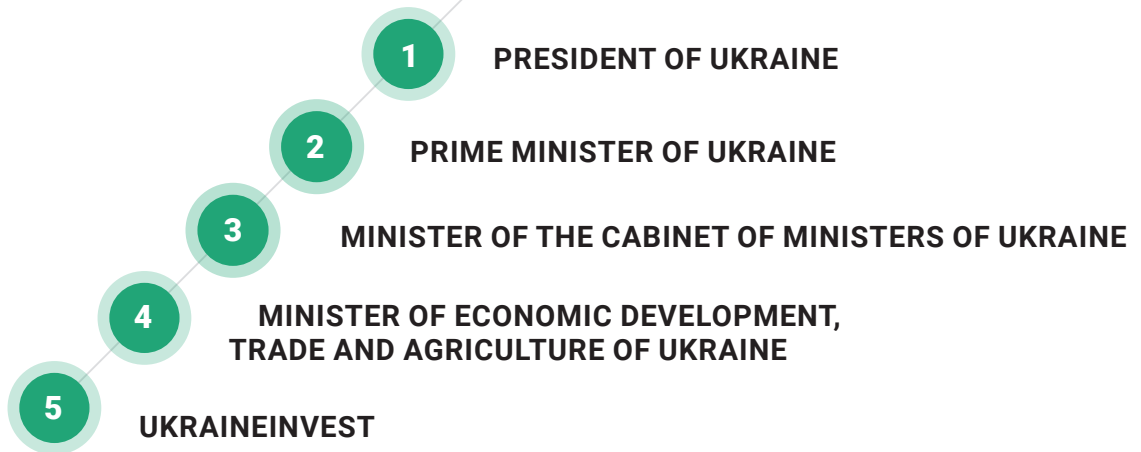 1 PRESIDENT OF UKRAINE
2 PRIME MINISTER OF UKRAINE
3 MINISTER OF THE CABINET OF MINISTERS OF UKRAINE
4 MINISTER OF ECONOMIC DEVELOPMENT,
TRADE AND AGRICULTURE OF UKRAINE
5 UKRAINEINVEST